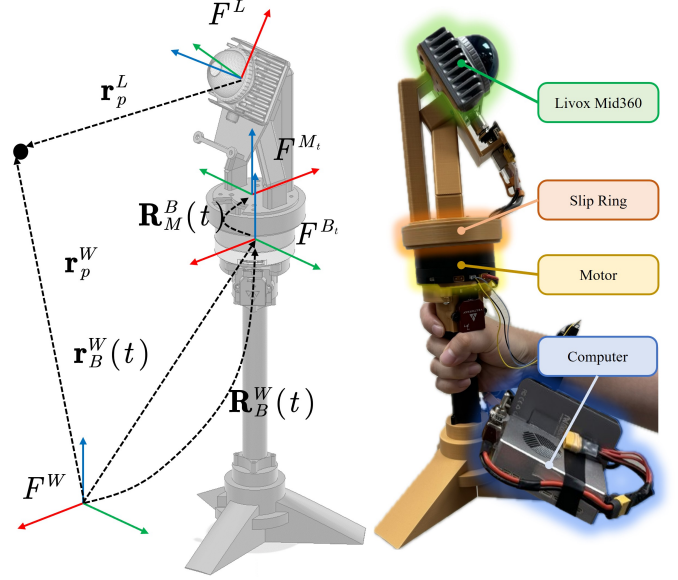 F^L
r_p^L
F^{M_t}
R_M^B(t)
F^{B_t}
r_p^W
r_B^W(t)
R_B^W(t)
F^W
Livox Mid360
Slip Ring
Motor
Computer